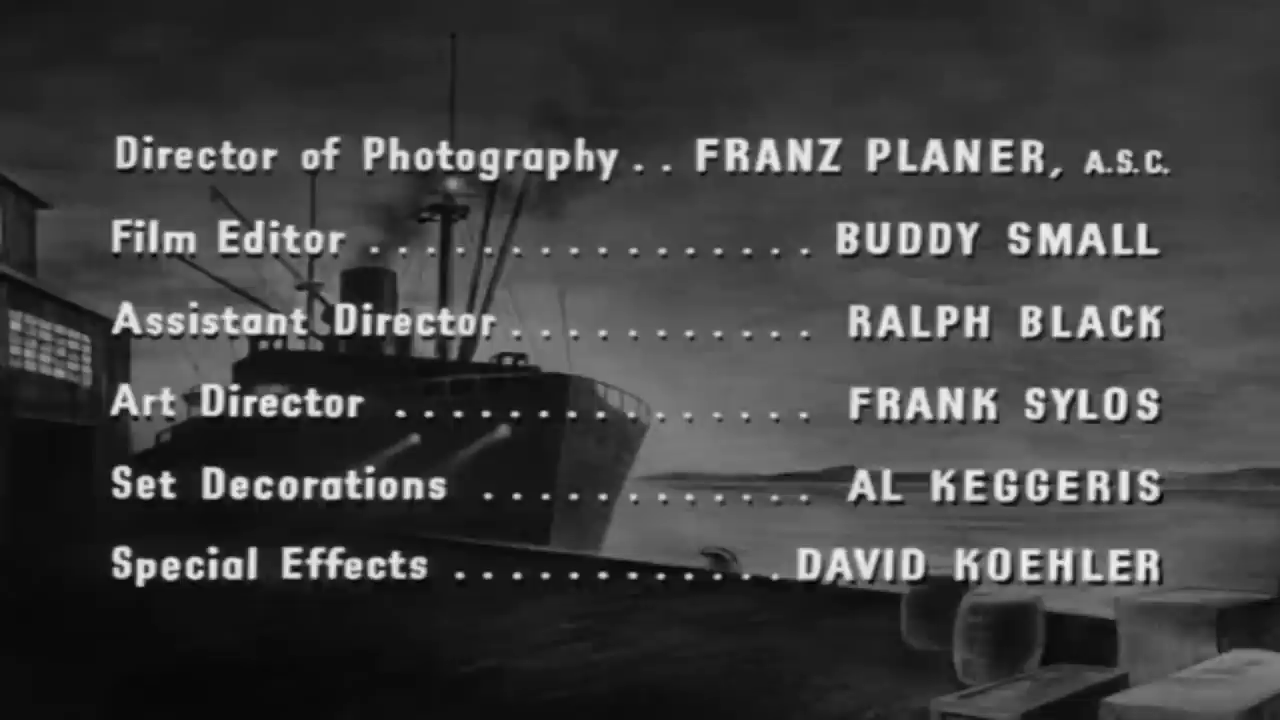 Director of Photography . . FRANZ PLANER, A.S.C.
Film Editor . . . . . . . . . . . . . . . . BUDDY SMALL
Assistant Director . . . . . . . . . . . RALPH BLACK
Art Director . . . . . . . . . . . . . . . FRANK SYLOS
Set Decorations . . . . . . . . . . . . AL KEGGERIS
Special Effects . . . . . . . . . . . . DAVID KOEHLER